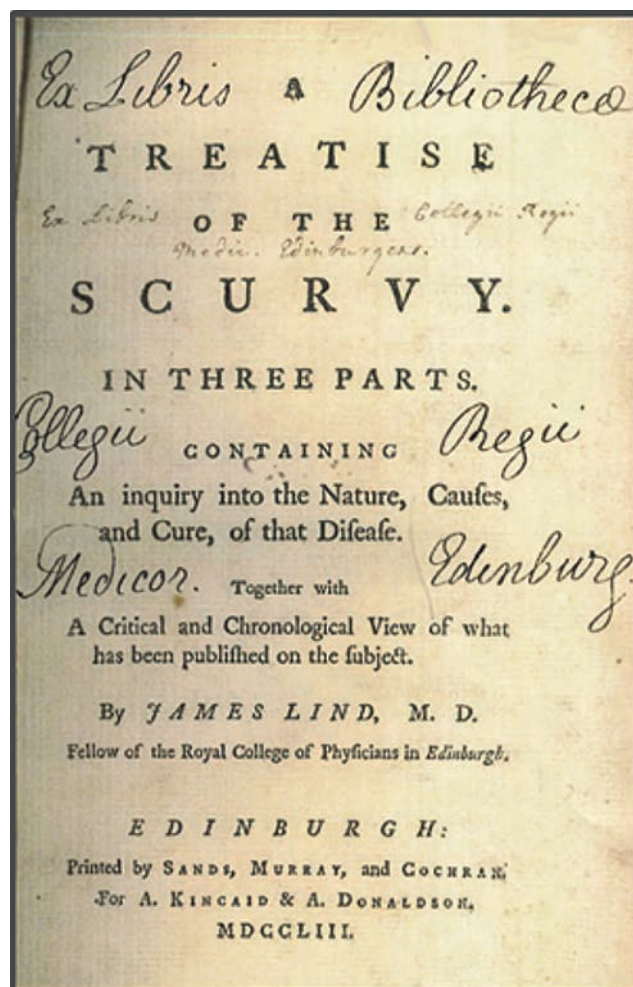 Ex Libris A Bibliothecæ
TREATISE
Ex Libris OF THE Collegii Regii
Medic. Edinburgens.
SCURVY.
IN THREE PARTS.
Collegii CONTAINING Regii
An inquiry into the Nature, Cauſes,
and Cure, of that Diſeaſe.
Medicor. Together with Edinburg.
A Critical and Chronological View of what
has been publiſhed on the ſubject.
By JAMES LIND, M. D.
Fellow of the Royal College of Phyſicians in Edinburgh.
EDINBURGH:
Printed by SANDS, MURRAY, and COCHRAN.
For A. KINCAID & A. DONALDSON.
MDCCLIII.